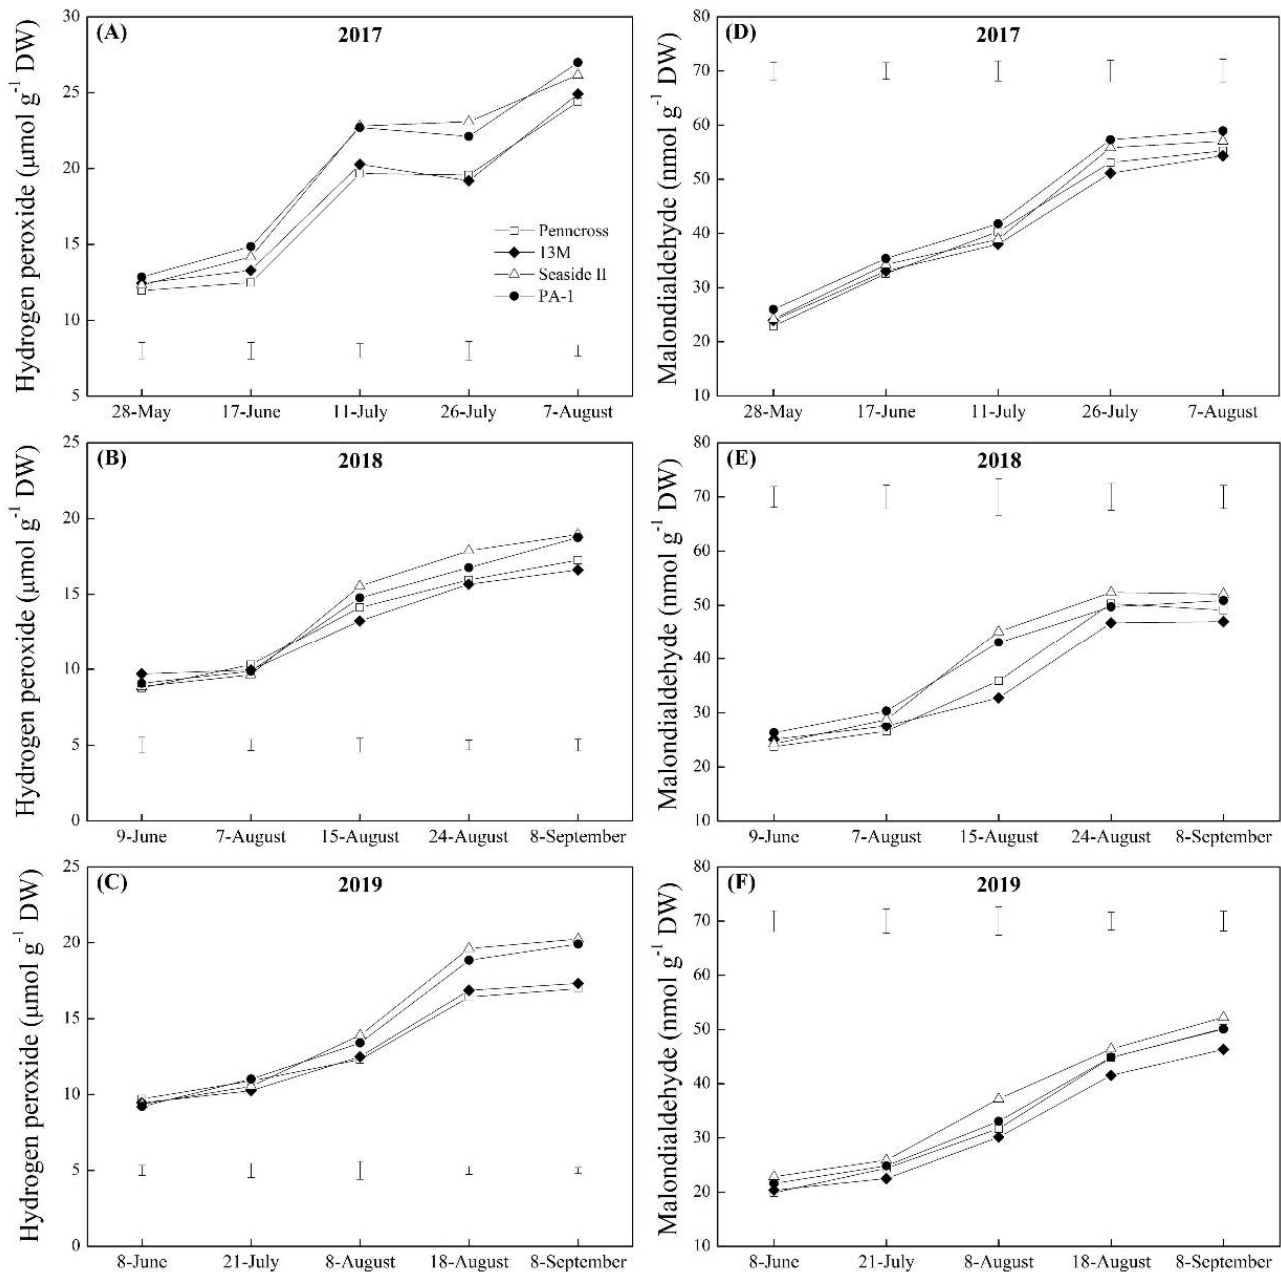 (A) 2017
Hydrogen peroxide (μmol g⁻¹ DW)
30
25
20
15
10
5
Penncross
13M
Seaside II
PA-1
28-May 17-June 11-July 26-July 7-August
(D) 2017
Malondialdehyde (nmol g⁻¹ DW)
80
70
60
50
40
30
20
10
28-May 17-June 11-July 26-July 7-August
(B) 2018
Hydrogen peroxide (μmol g⁻¹ DW)
25
20
15
10
5
0
9-June 7-August 15-August 24-August 8-September
(E) 2018
Malondialdehyde (nmol g⁻¹ DW)
80
70
60
50
40
30
20
10
9-June 7-August 15-August 24-August 8-September
(C) 2019
Hydrogen peroxide (μmol g⁻¹ DW)
25
20
15
10
5
0
8-June 21-July 8-August 18-August 8-September
(F) 2019
Malondialdehyde (nmol g⁻¹ DW)
80
70
60
50
40
30
20
10
8-June 21-July 8-August 18-August 8-September